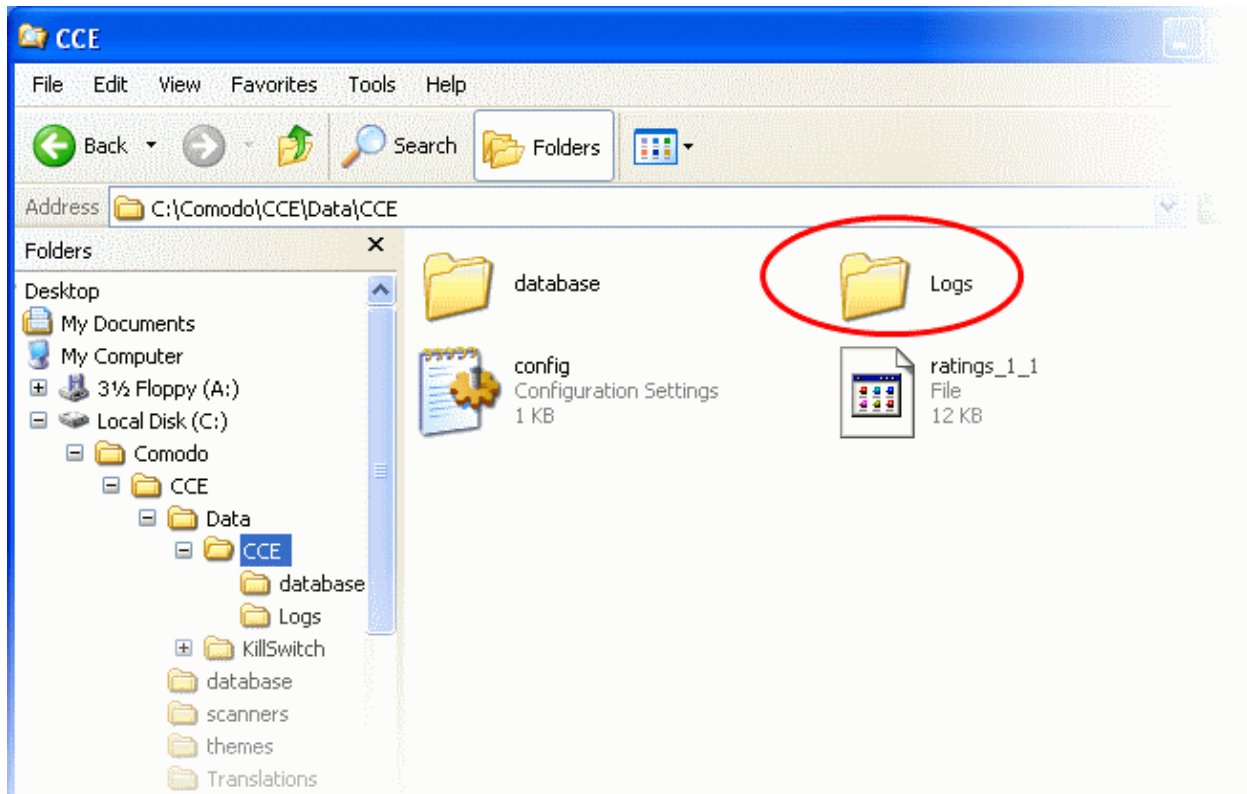 CCE
File Edit View Favorites Tools Help
Back Search Folders
Address C:\Comodo\CCE\Data\CCE
Folders
Desktop
My Documents
My Computer
3½ Floppy (A:)
Local Disk (C:)
Comodo
CCE
Data
CCE
database
Logs
KillSwitch
database
scanners
themes
Translations
database
Logs
config
Configuration Settings
1 KB
ratings_1_1
File
12 KB